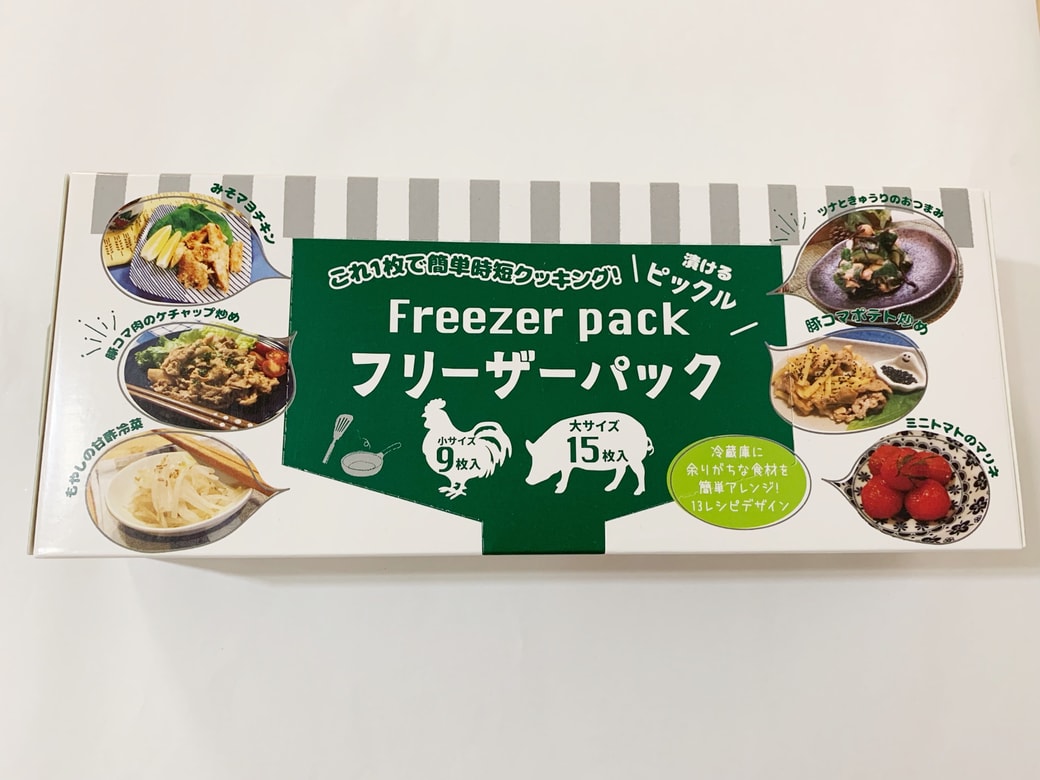 みそマヨチキン
豚コマ肉のケチャップ炒め
もやしの甘酢冷菜
これ1枚で簡単時短クッキング!
漬ける
ピックル
Freezer pack
フリーザーパック
小サイズ
9枚入
大サイズ
15枚入
冷蔵庫に
余りがちな食材を
簡単アレンジ!
13レシピデザイン
ツナときゅうりのおつまみ
豚コマポテト炒め
ミニトマトのマリネ